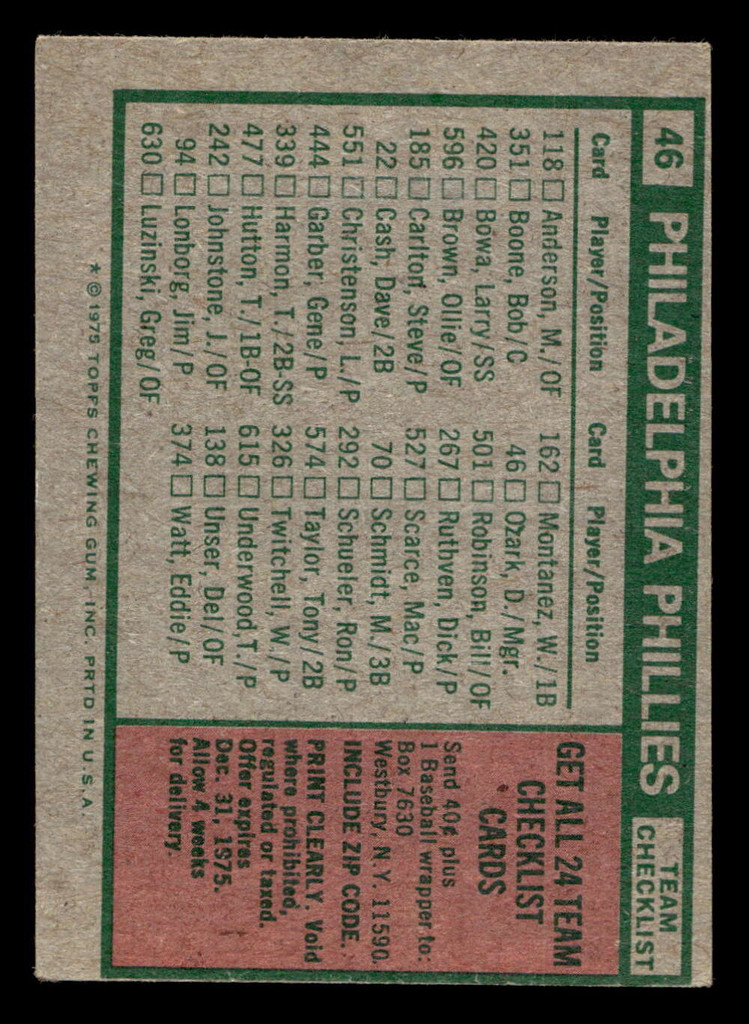 46 PHILADELPHIA PHILLIES TEAM CHECKLIST
Card Player/Position
118 □ Anderson, M./OF
351 □ Boone, Bob/C
420 □ Bowa, Larry/SS
596 □ Brown, Ollie/OF
185 □ Carlton, Steve/P
22 □ Cash, Dave/2B
551 □ Christenson, L./P
444 □ Garber, Gene/P
339 □ Harmon, T./2B-SS
477 □ Hutton, T./1B-OF
242 □ Johnstone, J./OF
94 □ Lonborg, Jim/P
630 □ Luzinski, Greg/OF
Card Player/Position
162 □ Montanez, W./1B
46 □ Ozark, D./Mgr.
501 □ Robinson, Bill/OF
267 □ Ruthven, Dick/P
527 □ Scarce, Mac/P
70 □ Schmidt, M./3B
292 □ Schueler, Ron/P
574 □ Taylor, Tony/2B
326 □ Twitchell, W./P
615 □ Underwood, T./P
138 □ Unser, Del/OF
374 □ Watt, Eddie/P
GET ALL 24 TEAM
CHECKLIST
CARDS
Send 40¢ plus
1 Baseball wrapper to:
Box 7630
Westbury, N.Y. 11590.
INCLUDE ZIP CODE.
PRINT CLEARLY. Void
where prohibited,
regulated or taxed.
Offer expires
Dec. 31, 1975.
Allow 4 weeks
for delivery.
* © 1975 TOPPS CHEWING GUM, INC. PRTD IN U.S.A.